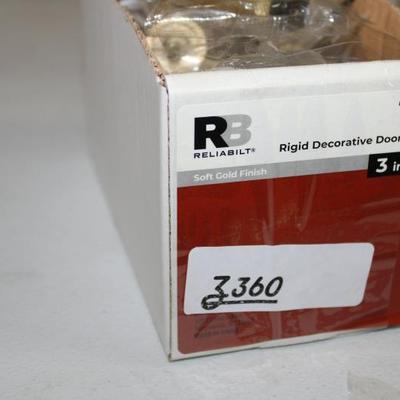 RB
RELIABILT®
Rigid Decorative Door
Soft Gold Finish
3 in
3360